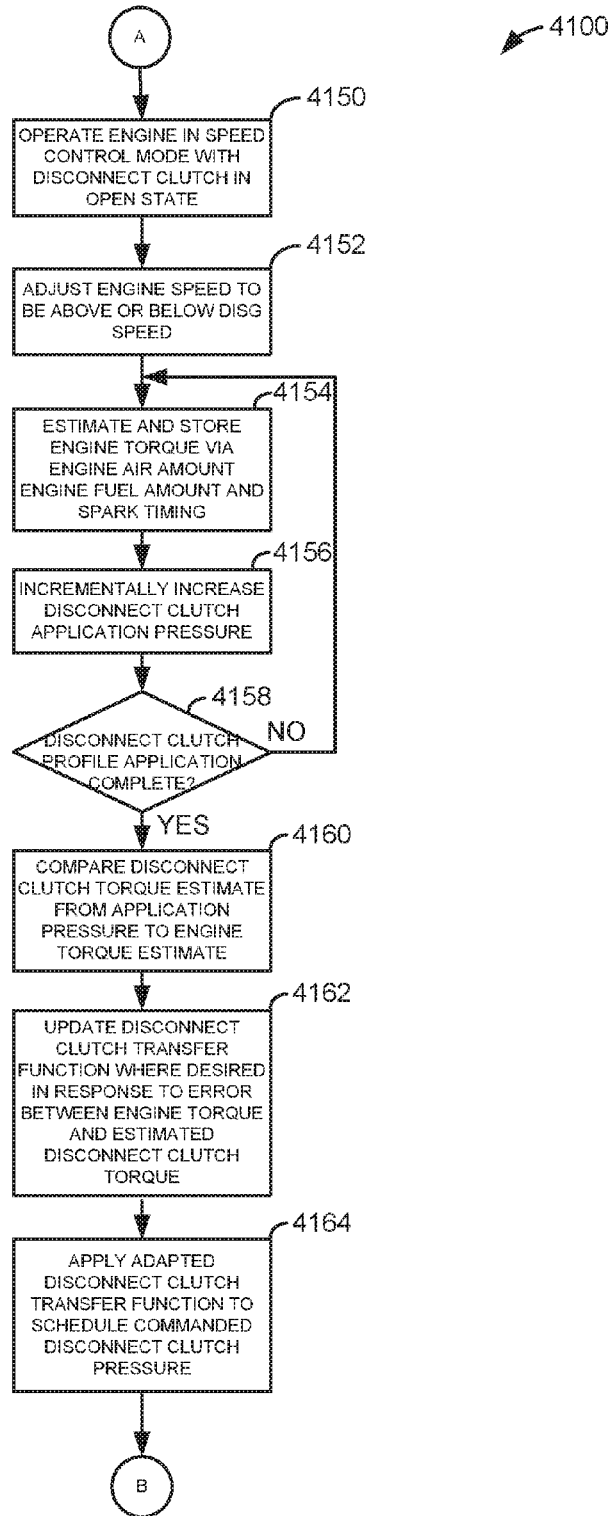 A
4100
4150
OPERATE ENGINE IN SPEED
CONTROL MODE WITH
DISCONNECT CLUTCH IN
OPEN STATE
4152
ADJUST ENGINE SPEED TO
BE ABOVE OR BELOW DISG
SPEED
4154
ESTIMATE AND STORE
ENGINE TORQUE VIA
ENGINE AIR AMOUNT
ENGINE FUEL AMOUNT AND
SPARK TIMING
4156
INCREMENTALLY INCREASE
DISCONNECT CLUTCH
APPLICATION PRESSURE
4158
DISCONNECT CLUTCH
PROFILE APPLICATION
COMPLETE?
NO
YES
4160
COMPARE DISCONNECT
CLUTCH TORQUE ESTIMATE
FROM APPLICATION
PRESSURE TO ENGINE
TORQUE ESTIMATE
4162
UPDATE DISCONNECT
CLUTCH TRANSFER
FUNCTION WHERE DESIRED
IN RESPONSE TO ERROR
BETWEEN ENGINE TORQUE
AND ESTIMATED
DISCONNECT CLUTCH
TORQUE
4164
APPLY ADAPTED
DISCONNECT CLUTCH
TRANSFER FUNCTION TO
SCHEDULE COMMANDED
DISCONNECT CLUTCH
PRESSURE
B